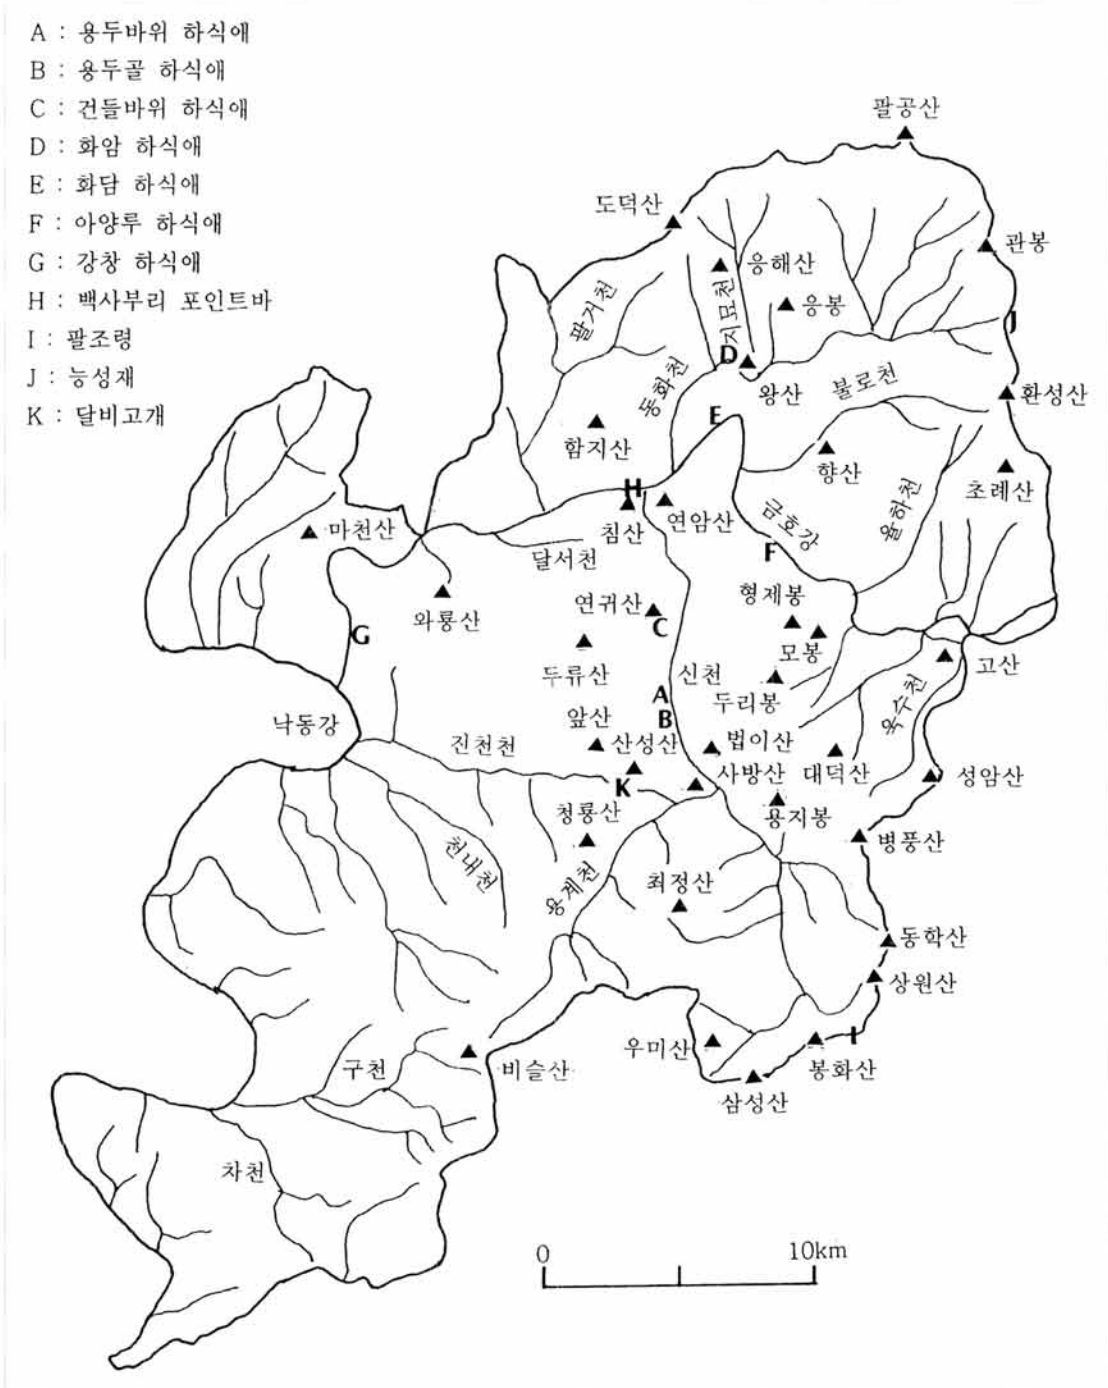 A : 용두바위 하식애
B : 용두골 하식애
C : 건들바위 하식애
D : 화암 하식애
E : 화담 하식애
F : 아양루 하식애
G : 강창 하식애
H : 백사부리 포인트바
I : 팔조령
J : 능성재
K : 달비고개
팔공산
도덕산
관봉
응해산
팔거천
지묘천
응봉
J
D
동화천
왕산
불로천
환성산
E
함지산
향산
초례산
H
연암산
금호강
율하천
침산
마천산
달서천
F
와룡산
연귀산
C
형제봉
G
모봉
고산
두류산
신천
두리봉
A
B
옥수천
낙동강
앞산
산성산
법이산
진천천
사방산
대덕산
성암산
K
청룡산
용지봉
병풍산
천내천
용계천
최정산
동학산
상원산
우미산
I
구천
비슬산
봉화산
삼성산
차천
0
10km